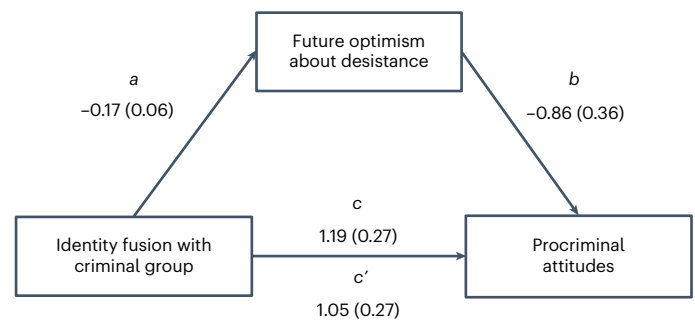 Future optimism
about desistance
a
−0.17 (0.06)
b
−0.86 (0.36)
c
1.19 (0.27)
Identity fusion with
criminal group
Procriminal
attitudes
c′
1.05 (0.27)